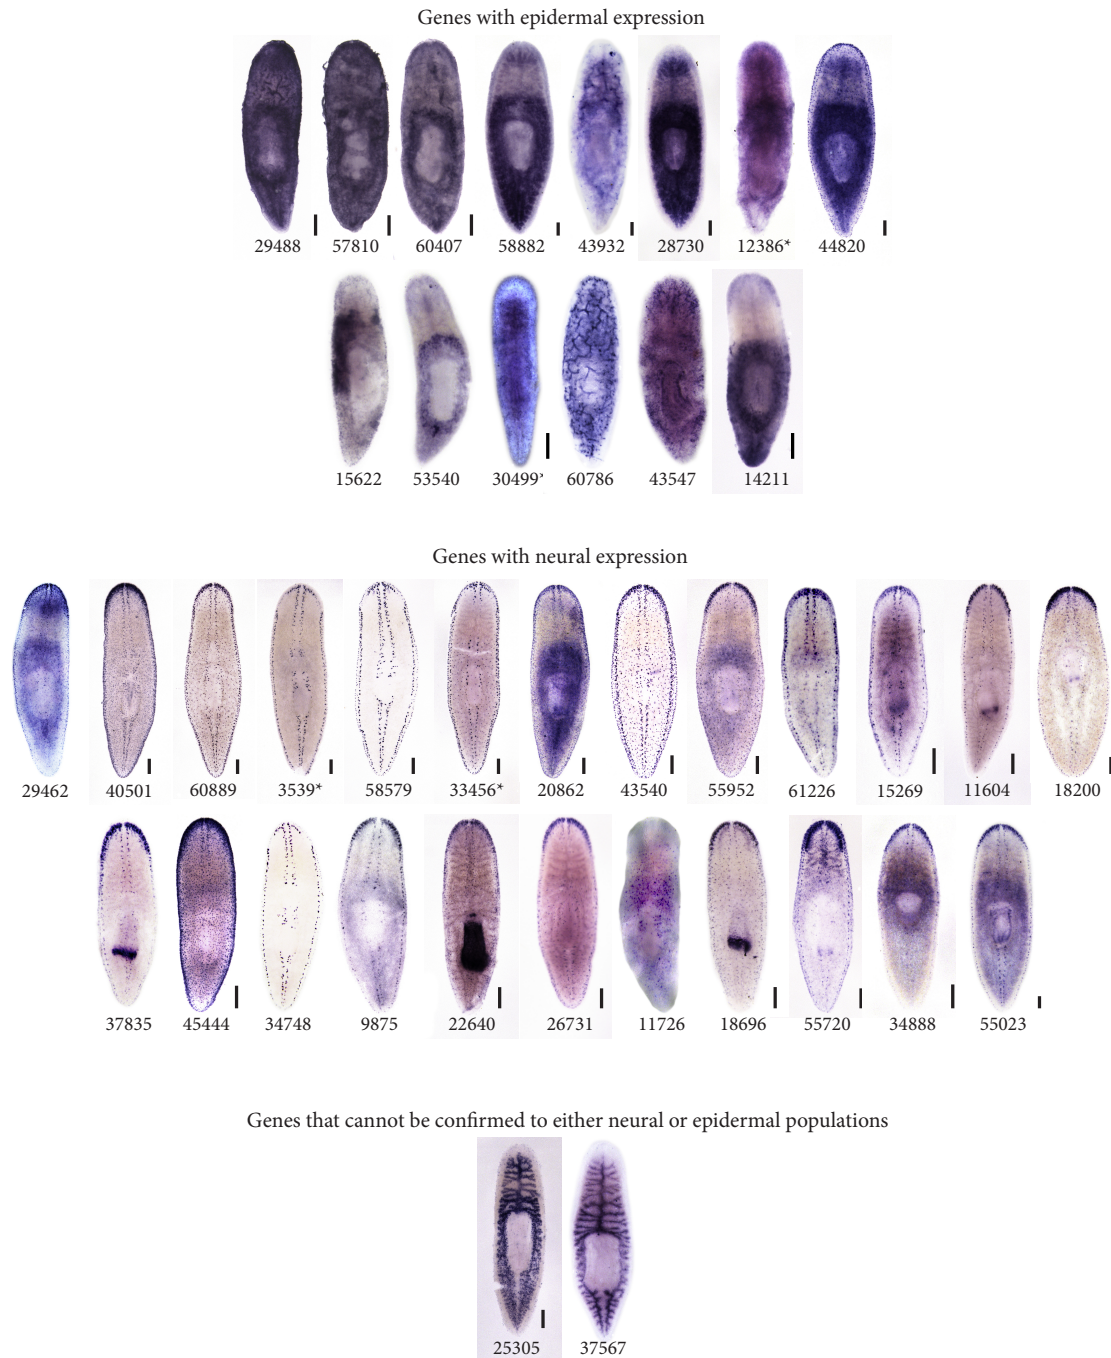 Genes with epidermal expression
29488 57810 60407 58882 43932 28730 12386* 44820
15622 53540 30499* 60786 43547 14211
Genes with neural expression
29462 40501 60889 3539* 58579 33456* 20862 43540 55952 61226 15269 11604 18200
37835 45444 34748 9875 22640 26731 11726 18696 55720 34888 55023
Genes that cannot be confirmed to either neural or epidermal populations
25305 37567